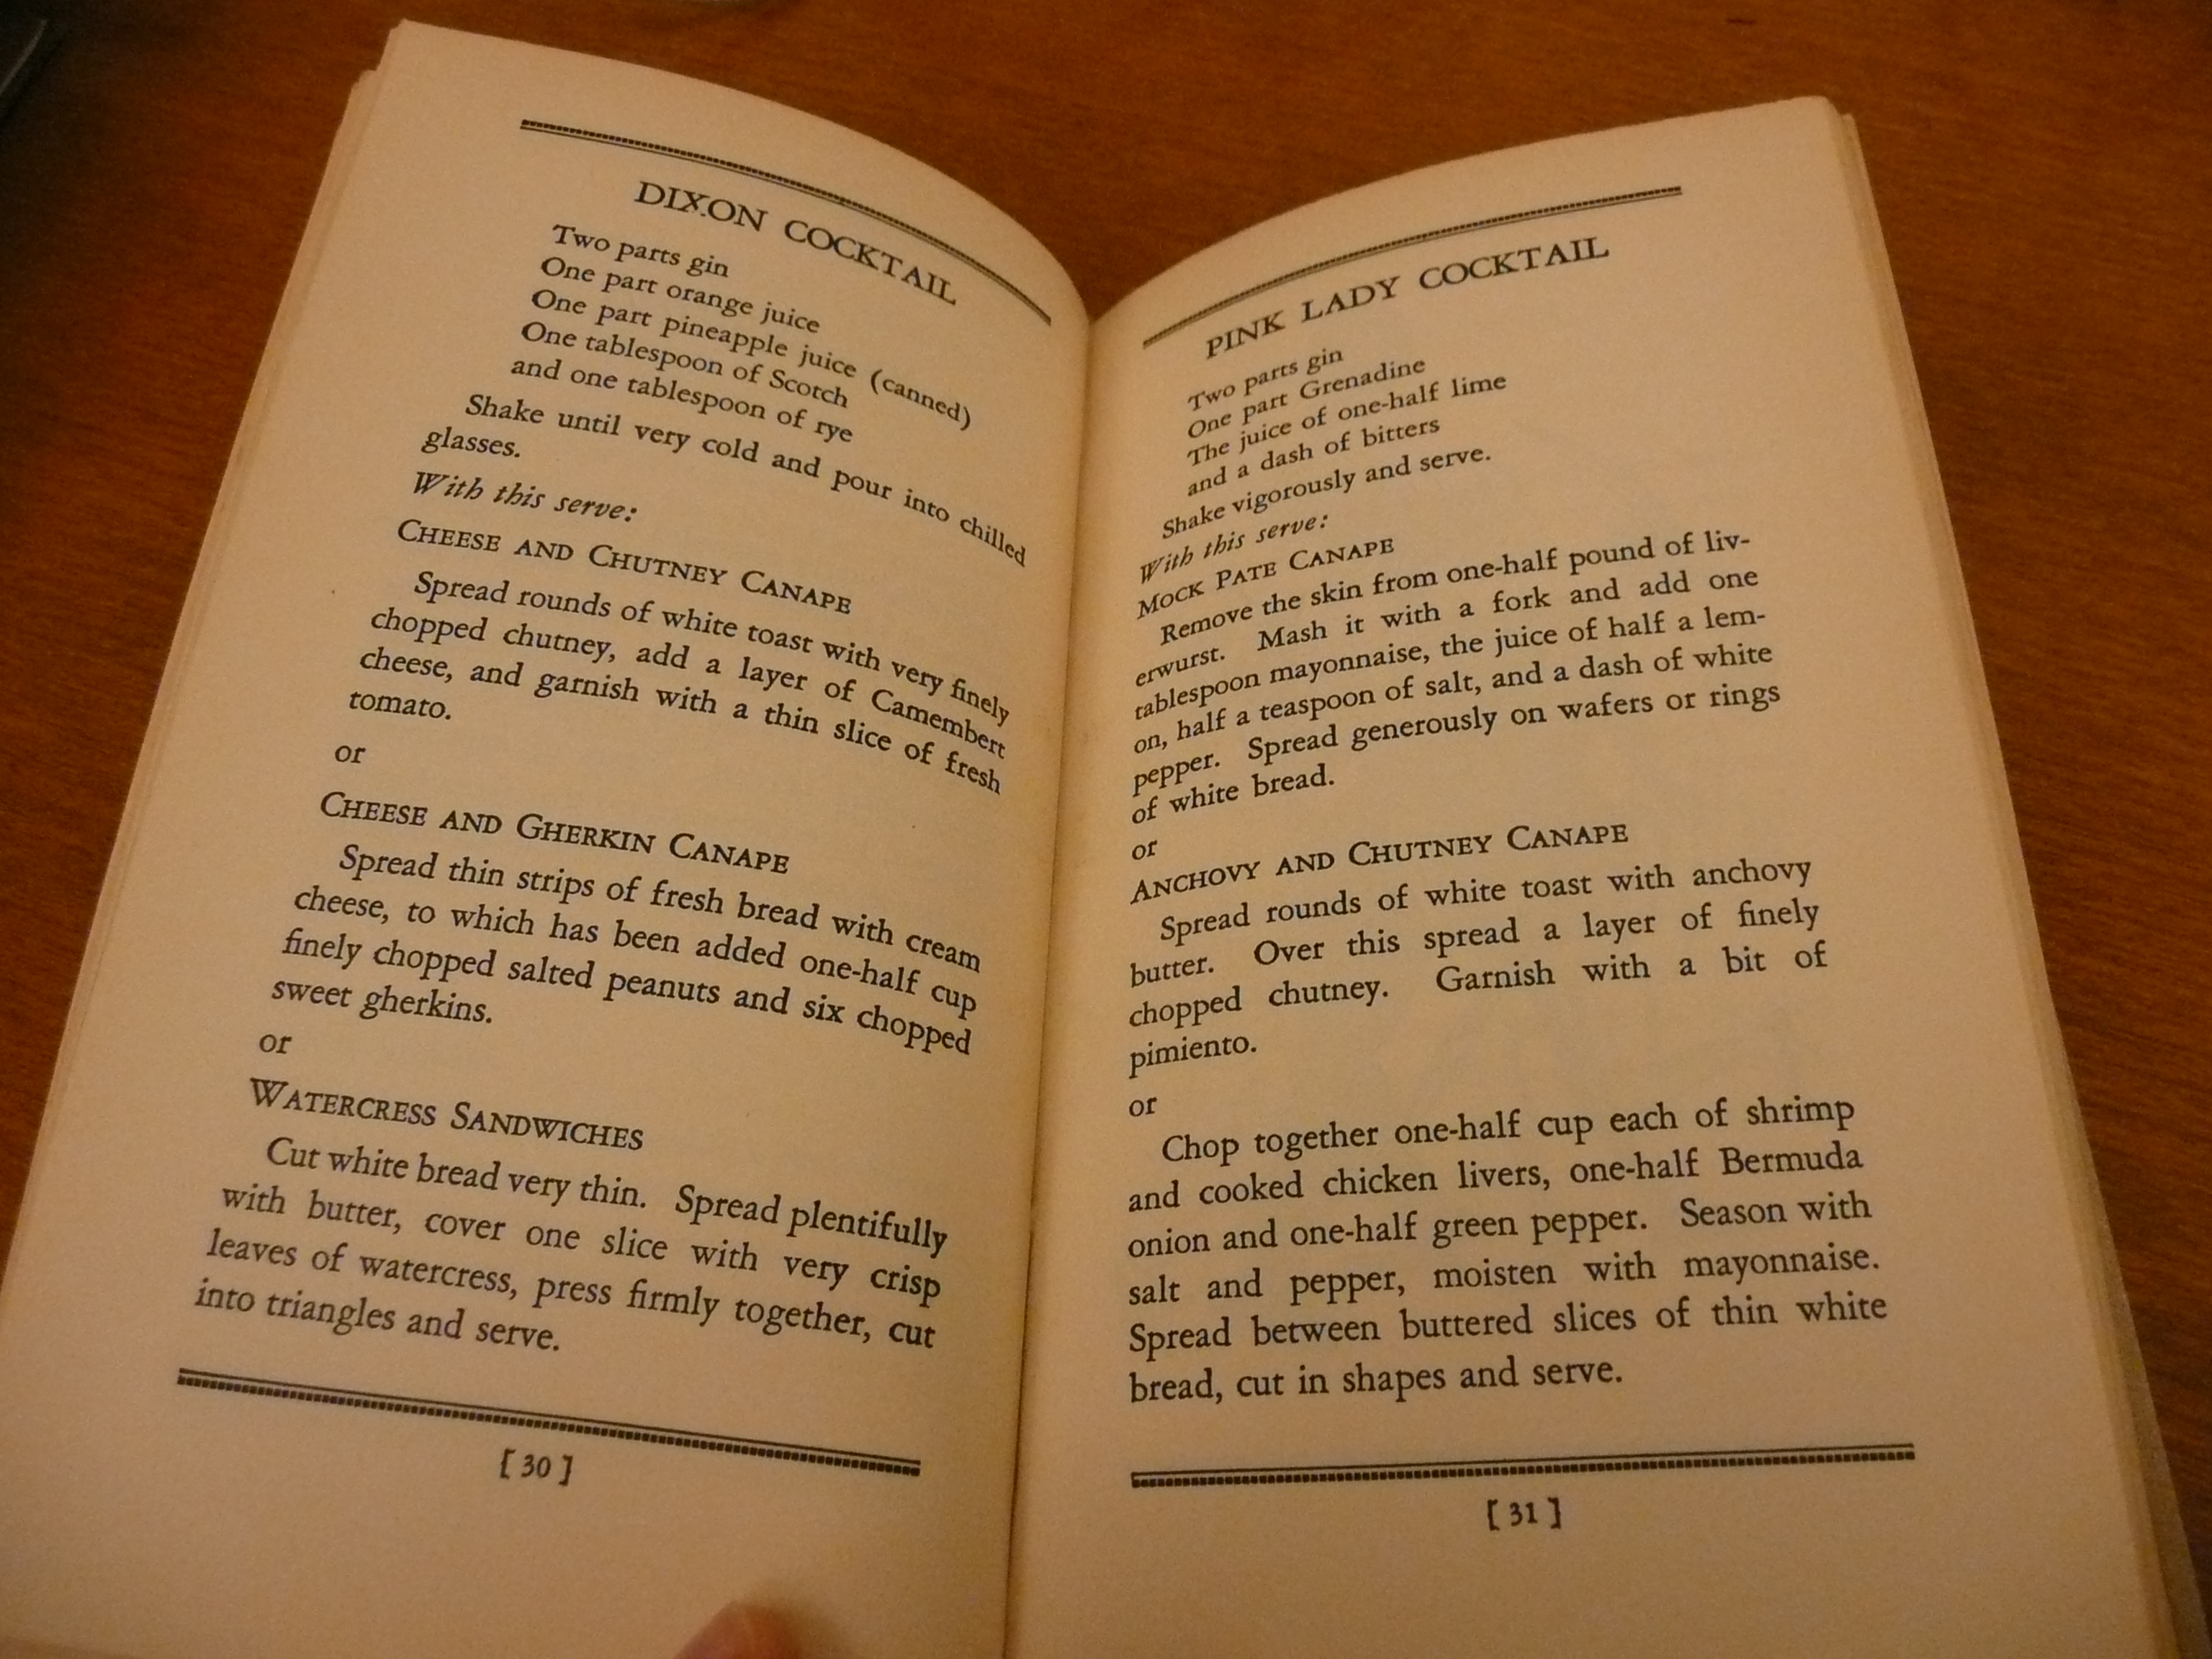 DIXON COCKTAIL
Two parts gin
One part orange juice
One part pineapple juice (canned)
One tablespoon of Scotch
and one tablespoon of rye
Shake until very cold and pour into chilled
glasses.
With this serve:
CHEESE AND CHUTNEY CANAPE
Spread rounds of white toast with very finely
chopped chutney, add a layer of Camembert
cheese, and garnish with a thin slice of fresh
tomato.
or
CHEESE AND GHERKIN CANAPE
Spread thin strips of fresh bread with cream
cheese, to which has been added one-half cup
finely chopped salted peanuts and six chopped
sweet gherkins.
or
WATERCRESS SANDWICHES
Cut white bread very thin. Spread plentifully
with butter, cover one slice with very crisp
leaves of watercress, press firmly together, cut
into triangles and serve.
[ 30 ]
PINK LADY COCKTAIL
Two parts gin
One part Grenadine
The juice of one-half lime
and a dash of bitters
Shake vigorously and serve.
With this serve:
MOCK PATE CANAPE
Remove the skin from one-half pound of liv-
erwurst. Mash it with a fork and add one
tablespoon mayonnaise, the juice of half a lem-
on, half a teaspoon of salt, and a dash of white
pepper. Spread generously on wafers or rings
of white bread.
or
ANCHOVY AND CHUTNEY CANAPE
Spread rounds of white toast with anchovy
butter. Over this spread a layer of finely
chopped chutney. Garnish with a bit of
pimiento.
or
Chop together one-half cup each of shrimp
and cooked chicken livers, one-half Bermuda
onion and one-half green pepper. Season with
salt and pepper, moisten with mayonnaise.
Spread between buttered slices of thin white
bread, cut in shapes and serve.
[ 31 ]